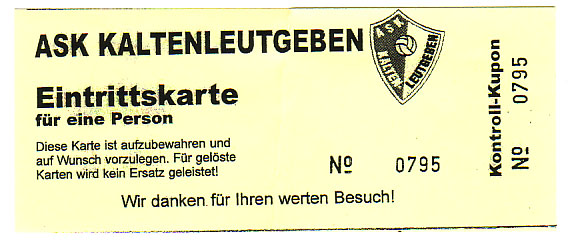 ASK KALTENLEUTGEBEN
ASK
KALTEN
LEUTGEBEN
Eintrittskarte
für eine Person
Diese Karte ist aufzubewahren und
auf Wunsch vorzulegen. Für gelöste
Karten wird kein Ersatz geleistet!
Nº 0795
Wir danken für Ihren werten Besuch!
Kontroll-Kupon
Nº 0795